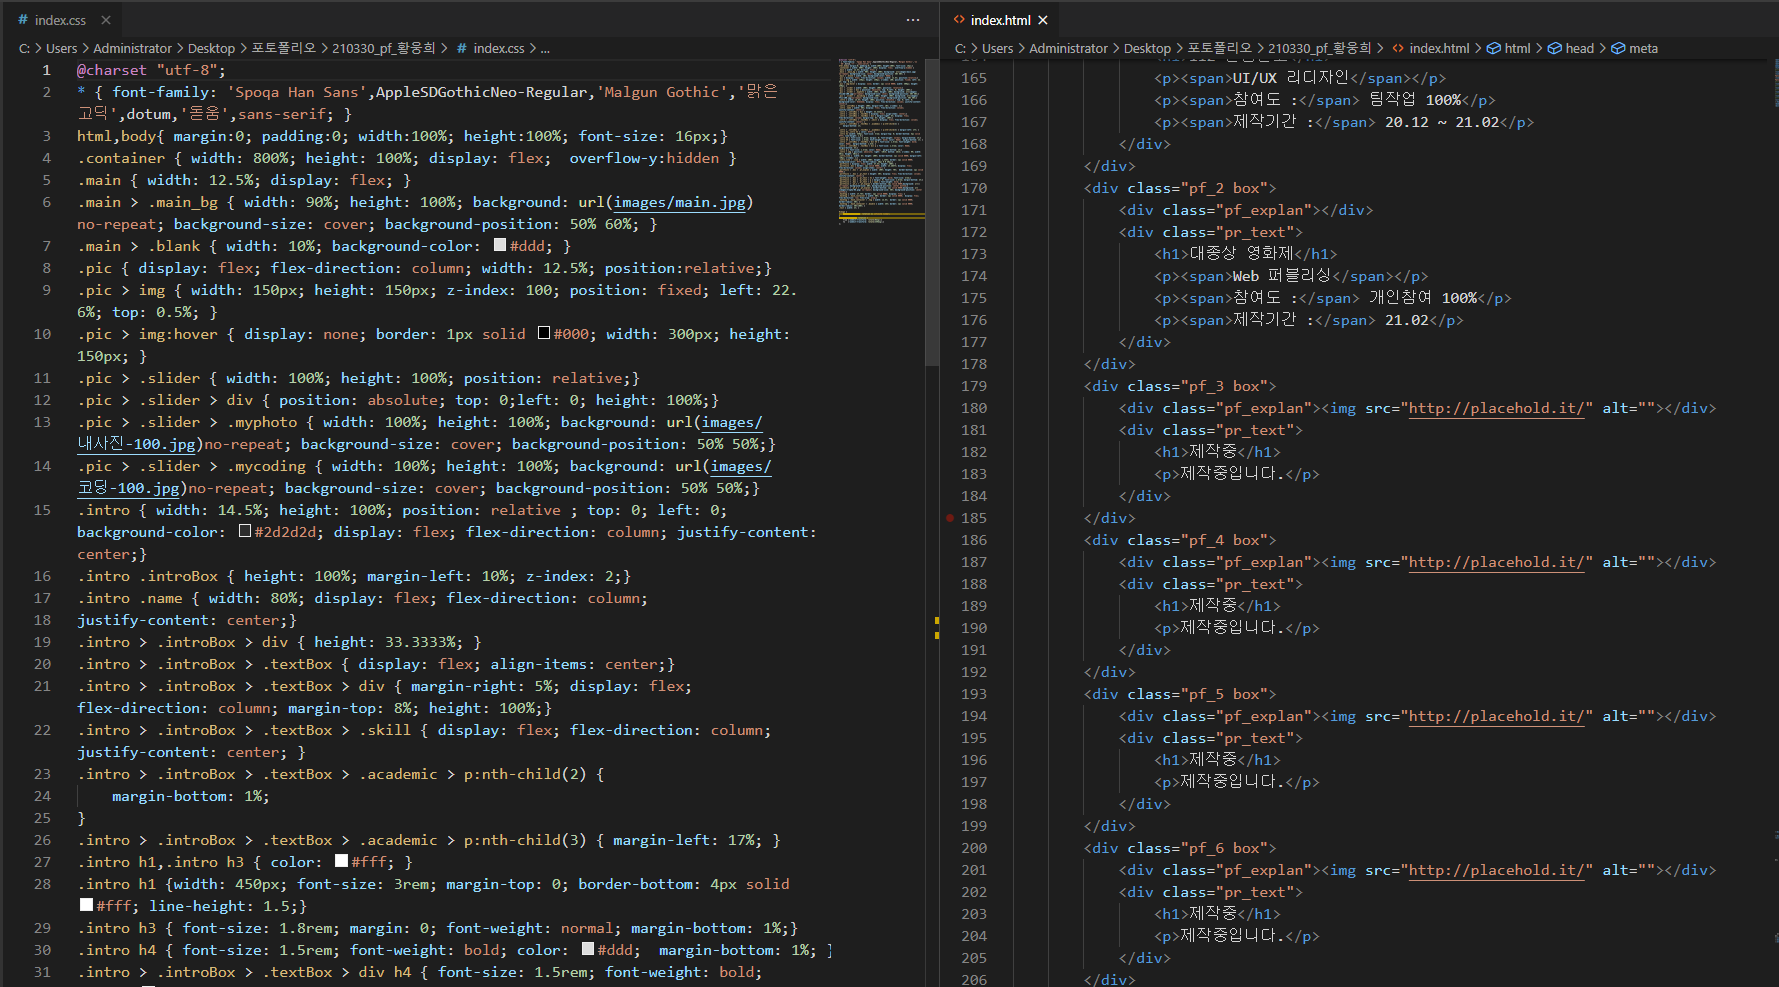 # index.css ×
···
C: > Users > Administrator > Desktop > 포토폴리오 > 210330_pf_황웅희 > # index.css > ...
1 @charset "utf-8";
2 * { font-family: 'Spoqa Han Sans',AppleSDGothicNeo-Regular,'Malgun Gothic','맑은
고딕',dotum,'돋움',sans-serif; }
3 html,body{ margin:0; padding:0; width:100%; height:100%; font-size: 16px;}
4 .container { width: 800%; height: 100%; display: flex;  overflow-y:hidden }
5 .main { width: 12.5%; display: flex; }
6 .main > .main_bg { width: 90%; height: 100%; background: url(images/main.jpg)
no-repeat; background-size: cover; background-position: 50% 60%; }
7 .main > .blank { width: 10%; background-color: #ddd; }
8 .pic { display: flex; flex-direction: column; width: 12.5%; position:relative;}
9 .pic > img { width: 150px; height: 150px; z-index: 100; position: fixed; left: 22.
6%; top: 0.5%; }
10 .pic > img:hover { display: none; border: 1px solid #000; width: 300px; height:
150px; }
11 .pic > .slider { width: 100%; height: 100%; position: relative;}
12 .pic > .slider > div { position: absolute; top: 0;left: 0; height: 100%;}
13 .pic > .slider > .myphoto { width: 100%; height: 100%; background: url(images/
내사진-100.jpg)no-repeat; background-size: cover; background-position: 50% 50%;}
14 .pic > .slider > .mycoding { width: 100%; height: 100%; background: url(images/
코딩-100.jpg)no-repeat; background-size: cover; background-position: 50% 50%;}
15 .intro { width: 14.5%; height: 100%; position: relative ; top: 0; left: 0;
background-color: #2d2d2d; display: flex; flex-direction: column; justify-content:
center;}
16 .intro .introBox { height: 100%; margin-left: 10%; z-index: 2;}
17 .intro .name { width: 80%; display: flex; flex-direction: column;
18 justify-content: center;}
19 .intro > .introBox > div { height: 33.3333%; }
20 .intro > .introBox > .textBox { display: flex; align-items: center;}
21 .intro > .introBox > .textBox > div { margin-right: 5%; display: flex;
flex-direction: column; margin-top: 8%; height: 100%;}
22 .intro > .introBox > .textBox > .skill { display: flex; flex-direction: column;
justify-content: center; }
23 .intro > .introBox > .textBox > .academic > p:nth-child(2) {
24     margin-bottom: 1%;
25 }
26 .intro > .introBox > .textBox > .academic > p:nth-child(3) { margin-left: 17%; }
27 .intro h1,.intro h3 { color: #fff; }
28 .intro h1 {width: 450px; font-size: 3rem; margin-top: 0; border-bottom: 4px solid
#fff; line-height: 1.5;}
29 .intro h3 { font-size: 1.8rem; margin: 0; font-weight: normal; margin-bottom: 1%;}
30 .intro h4 { font-size: 1.5rem; font-weight: bold; color: #ddd;  margin-bottom: 1%; }
31 .intro > .introBox > .textBox > div h4 { font-size: 1.5rem; font-weight: bold;
<> index.html ×
C: > Users > Administrator > Desktop > 포토폴리오 > 210330_pf_황웅희 > <> index.html > html > head > meta
165 <p><span>UI/UX 리디자인</span></p>
166 <p><span>참여도 :</span> 팀작업 100%</p>
167 <p><span>제작기간 :</span> 20.12 ~ 21.02</p>
168 </div>
169 </div>
170 <div class="pf_2 box">
171 <div class="pf_explan"></div>
172 <div class="pr_text">
173 <h1>대종상 영화제</h1>
174 <p><span>Web 퍼블리싱</span></p>
175 <p><span>참여도 :</span> 개인참여 100%</p>
176 <p><span>제작기간 :</span> 21.02</p>
177 </div>
178 </div>
179 <div class="pf_3 box">
180 <div class="pf_explan"><img src="http://placehold.it/" alt=""></div>
181 <div class="pr_text">
182 <h1>제작중</h1>
183 <p>제작중입니다.</p>
184 </div>
185 </div>
186 <div class="pf_4 box">
187 <div class="pf_explan"><img src="http://placehold.it/" alt=""></div>
188 <div class="pr_text">
189 <h1>제작중</h1>
190 <p>제작중입니다.</p>
191 </div>
192 </div>
193 <div class="pf_5 box">
194 <div class="pf_explan"><img src="http://placehold.it/" alt=""></div>
195 <div class="pr_text">
196 <h1>제작중</h1>
197 <p>제작중입니다.</p>
198 </div>
199 </div>
200 <div class="pf_6 box">
201 <div class="pf_explan"><img src="http://placehold.it/" alt=""></div>
202 <div class="pr_text">
203 <h1>제작중</h1>
204 <p>제작중입니다.</p>
205 </div>
206 </div>